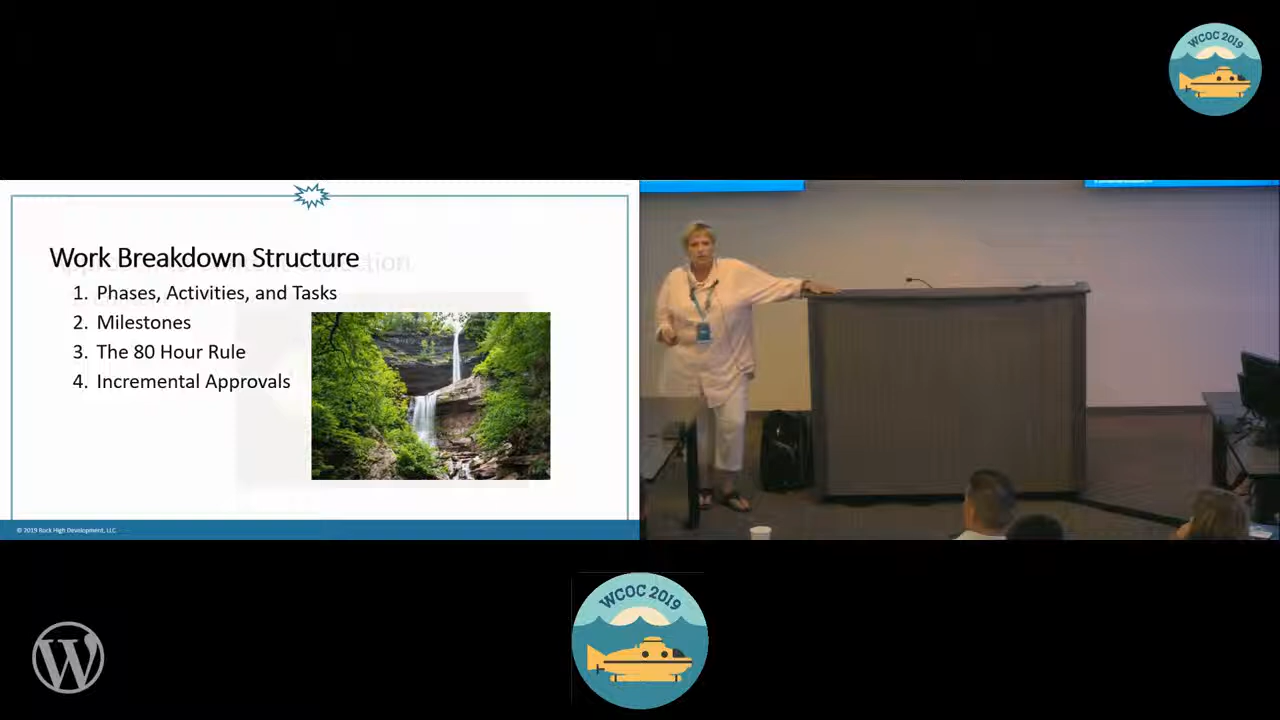 WCOC 2019
Work Breakdown Structure
1. Phases, Activities, and Tasks
2. Milestones
3. The 80 Hour Rule
4. Incremental Approvals
© 2019 Rock High Development, LLC
WCOC 2019